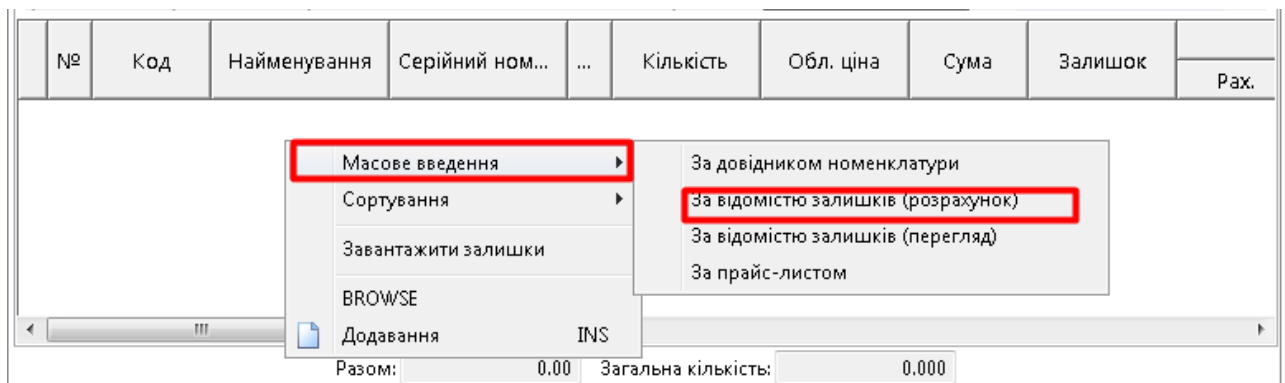 № Код Найменування Серійний ном... ... Кількість Обл. ціна Сума Залишок
Рах.
Масове введення
Сортування
Завантажити залишки
BROWSE
Додавання INS
За довідником номенклатури
За відомістю залишків (розрахунок)
За відомістю залишків (перегляд)
За прайс-листом
Разом: 0.00 Загальна кількість: 0.000